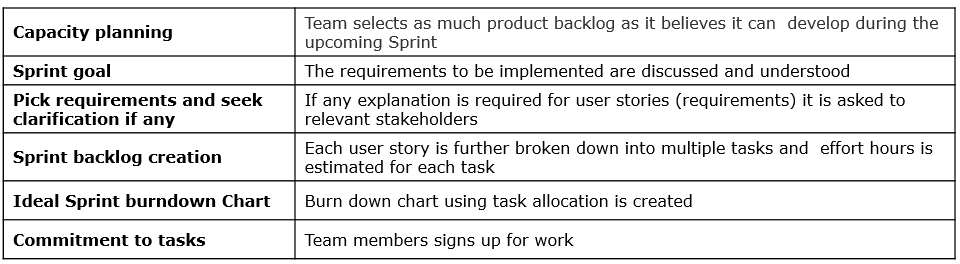 Capacity planning
Team selects as much product backlog as it believes it can develop during the
upcoming Sprint
Sprint goal
The requirements to be implemented are discussed and understood
Pick requirements and seek
clarification if any
If any explanation is required for user stories (requirements) it is asked to
relevant stakeholders
Sprint backlog creation
Each user story is further broken down into multiple tasks and effort hours is
estimated for each task
Ideal Sprint burndown Chart
Burn down chart using task allocation is created
Commitment to tasks
Team members signs up for work